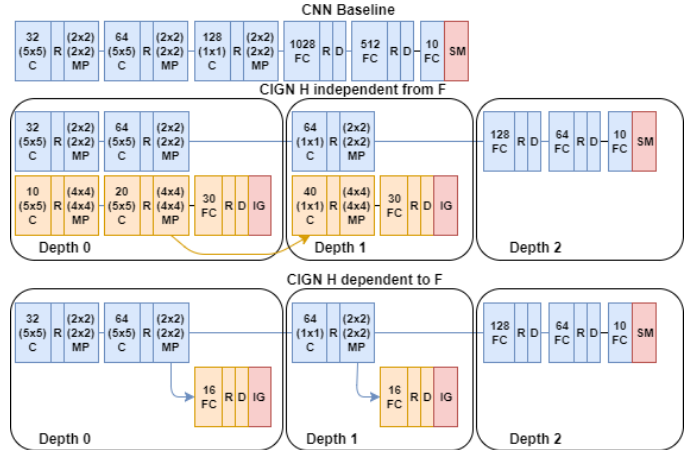 CNN Baseline
32 (5x5) C R (2x2) (2x2) MP 64 (5x5) C R (2x2) (2x2) MP 128 (1x1) C R (2x2) (2x2) MP 1028 FC R D 512 FC R D 10 FC SM
CIGN H independent from F
32 (5x5) C R (2x2) (2x2) MP 64 (5x5) C R (2x2) (2x2) MP 64 (1x1) C R (2x2) (2x2) MP 128 FC R D 64 FC R D 10 FC SM
10 (5x5) C R (4x4) (4x4) MP 20 (5x5) C R (4x4) (4x4) MP 30 FC R D IG 40 (1x1) C R (4x4) (4x4) MP 30 FC R D IG
Depth 0 Depth 1 Depth 2
CIGN H dependent to F
32 (5x5) C R (2x2) (2x2) MP 64 (5x5) C R (2x2) (2x2) MP 64 (1x1) C R (2x2) (2x2) MP 128 FC R D 64 FC R D 10 FC SM
16 FC R D IG 16 FC R D IG
Depth 0 Depth 1 Depth 2